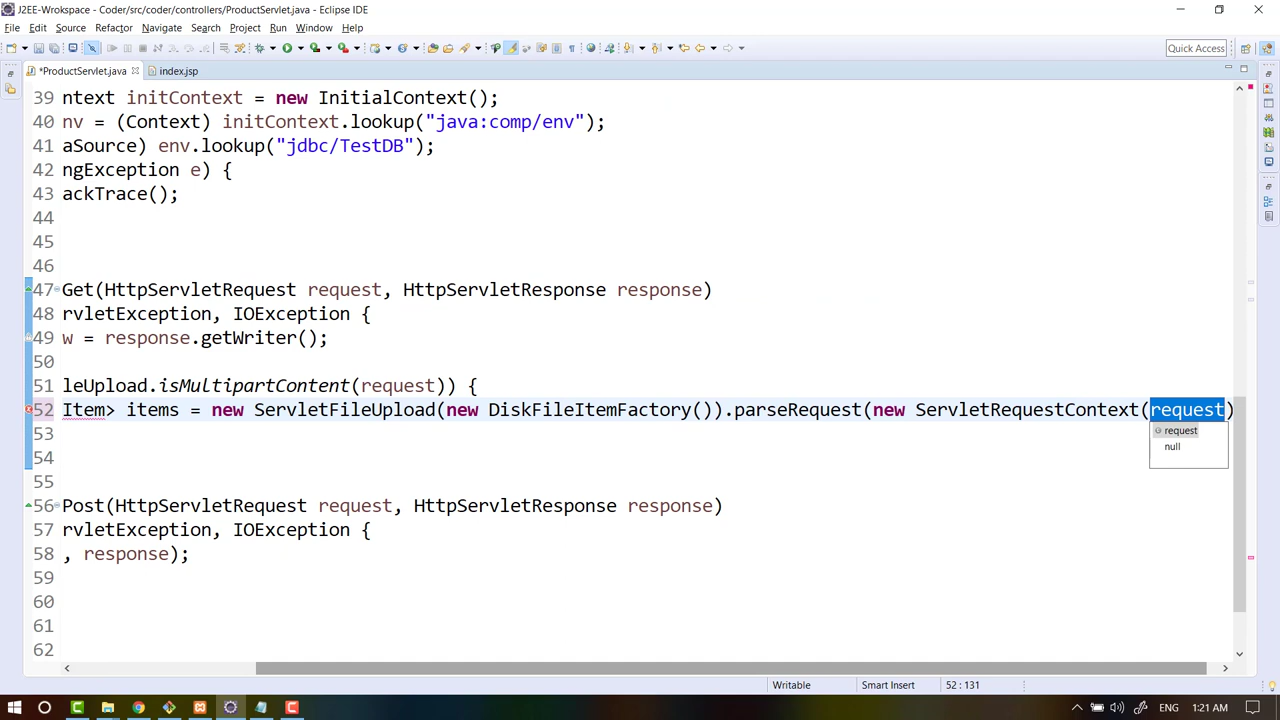 J2EE-Wrokspace - Coder/src/coder/controllers/ProductServlet.java - Eclipse IDE
File Edit Source Refactor Navigate Search Project Run Window Help
Quick Access
*ProductServlet.java index.jsp
39 ntext initContext = new InitialContext();
40 nv = (Context) initContext.lookup("java:comp/env");
41 aSource) env.lookup("jdbc/TestDB");
42 ngException e) {
43 ackTrace();
44
45
46
47 Get(HttpServletRequest request, HttpServletResponse response)
48 rvletException, IOException {
49 w = response.getWriter();
50
51 leUpload.isMultipartContent(request)) {
52 Item> items = new ServletFileUpload(new DiskFileItemFactory()).parseRequest(new ServletRequestContext(request)
53 request
54 null
55
56 Post(HttpServletRequest request, HttpServletResponse response)
57 rvletException, IOException {
58 , response);
59
60
61
62
Writable Smart Insert 52 : 131
ENG 1:21 AM